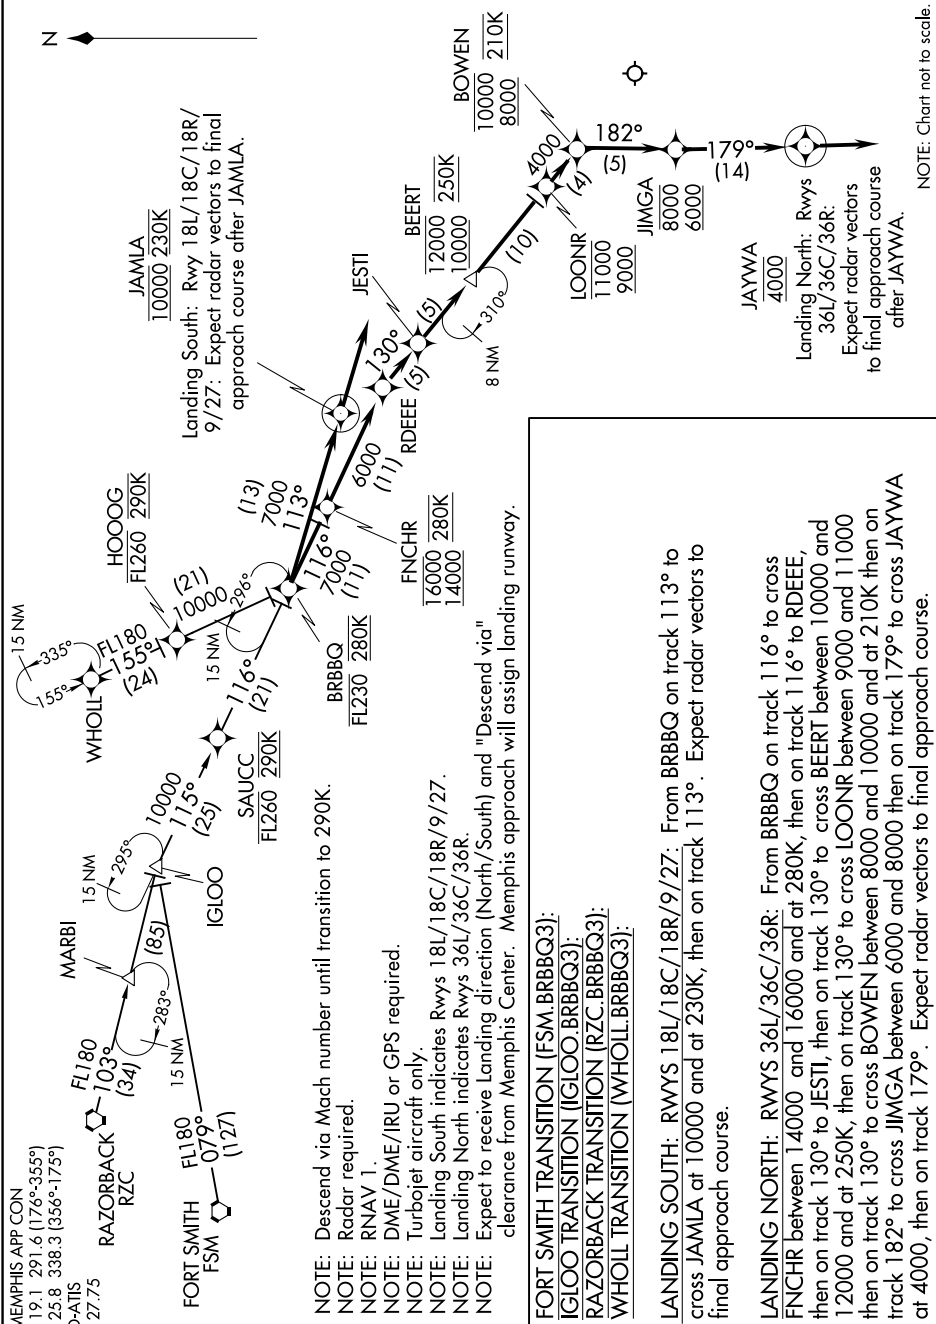 MEMPHIS APP CON
19.1 291.6 (176°-355°)
25.8 338.3 (356°-175°)
D-ATIS
27.75
N
RAZORBACK
RZC
FL180
103°
(34)
MARBI
283°
15 NM
(85)
FORT SMITH
FSM
FL180
079°
(127)
15 NM
295°
IGLOO
10000
115°
(25)
SAUCC
FL260 290K
116°
(21)
15 NM
335°
155°
WHOLL
FL180
155°
(24)
HOOOG
FL260 290K
(21)
10000
15 NM
296°
BRBBQ
FL230 280K
(13)
7000
113°
116°
7000
(11)
JAMLA
10000 230K
Landing South: Rwy 18L/18C/18R/
9/27: Expect radar vectors to final
approach course after JAMLA.
FNCHR
16000 280K
14000
6000
(11)
RDEEE
130°
(5)
JESTI
(5)
BEERT
12000 250K
10000
310°
8 NM
(10)
LOONR
11000
9000
4000
(4)
BOWEN
10000 210K
8000
182°
(5)
JIMGA
8000
6000
179°
(14)
JAYWA
4000
Landing North: Rwys
36L/36C/36R:
Expect radar vectors
to final approach course
after JAYWA.
NOTE: Chart not to scale.
NOTE: Descend via Mach number until transition to 290K.
NOTE: Radar required.
NOTE: RNAV 1.
NOTE: DME/DME/IRU or GPS required.
NOTE: Turbojet aircraft only.
NOTE: Landing South indicates Rwys 18L/18C/18R/9/27.
NOTE: Landing North indicates Rwys 36L/36C/36R.
NOTE: Expect to receive Landing direction (North/South) and "Descend via"
clearance from Memphis Center. Memphis approach will assign landing runway.
FORT SMITH TRANSITION (FSM.BRBBQ3):
IGLOO TRANSITION (IGLOO.BRBBQ3):
RAZORBACK TRANSITION (RZC.BRBBQ3):
WHOLL TRANSITION (WHOLL.BRBBQ3):
LANDING SOUTH: RWYS 18L/18C/18R/9/27: From BRBBQ on track 113° to
cross JAMLA at 10000 and at 230K, then on track 113°. Expect radar vectors to
final approach course.
LANDING NORTH: RWYS 36L/36C/36R: From BRBBQ on track 116° to cross
FNCHR between 14000 and 16000 and at 280K, then on track 116° to RDEEE,
then on track 130° to JESTI, then on track 130° to cross BEERT between 10000 and
12000 and at 250K, then on track 130° to cross LOONR between 9000 and 11000
then on track 130° to cross BOWEN between 8000 and 10000 and at 210K then on
track 182° to cross JIMGA between 6000 and 8000 then on track 179° to cross JAYWA
at 4000, then on track 179°. Expect radar vectors to final approach course.